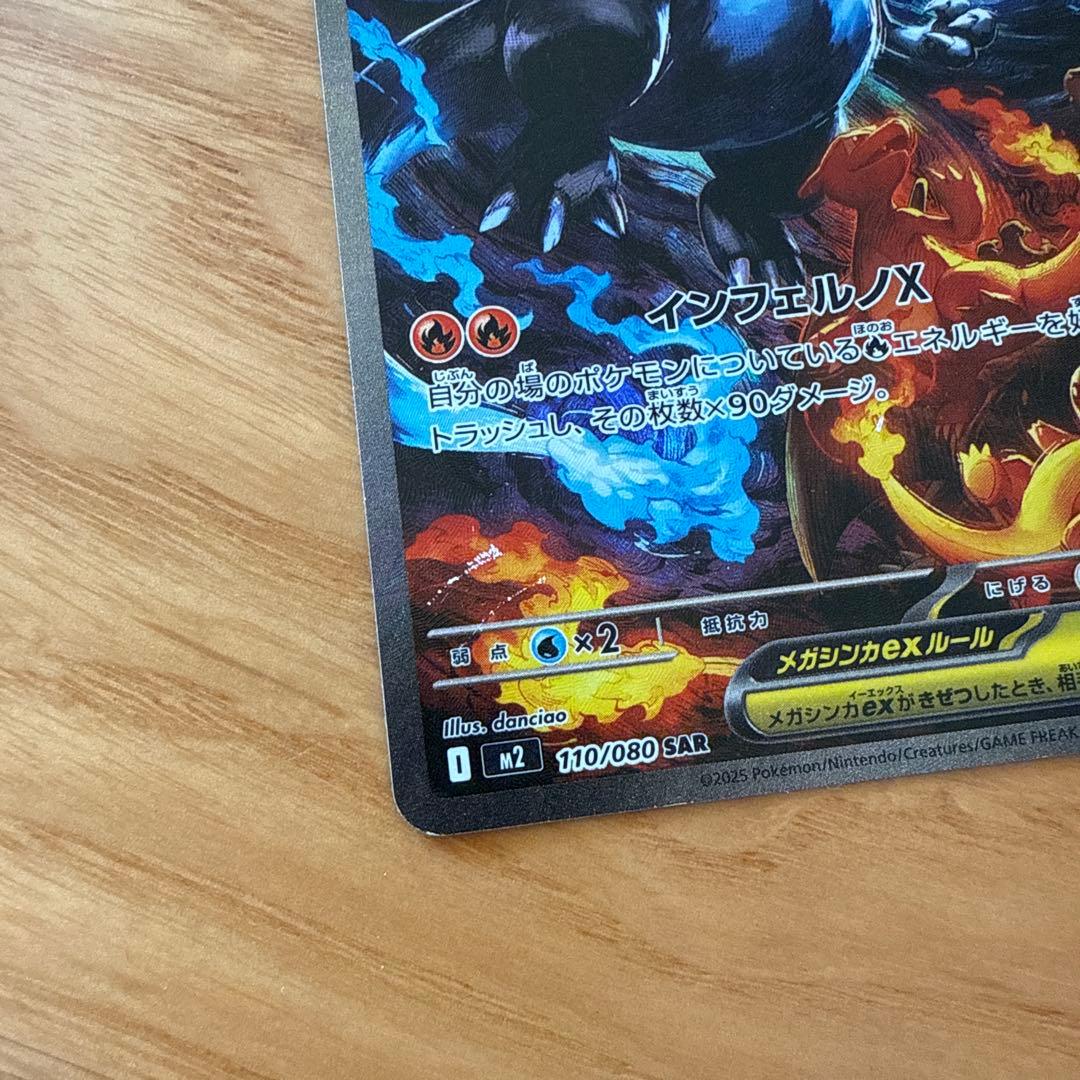 インフェルノX
自分の場のポケモンについている エネルギーを
トラッシュし、その枚数×90ダメージ。
にげる
弱点 ×2 抵抗力
メガシンカexルール
メガシンカexがきぜつしたとき、相
Illus. danciao
I M2 110/080 SAR
©2025 Pokémon/Nintendo/Creatures/GAME FREAK